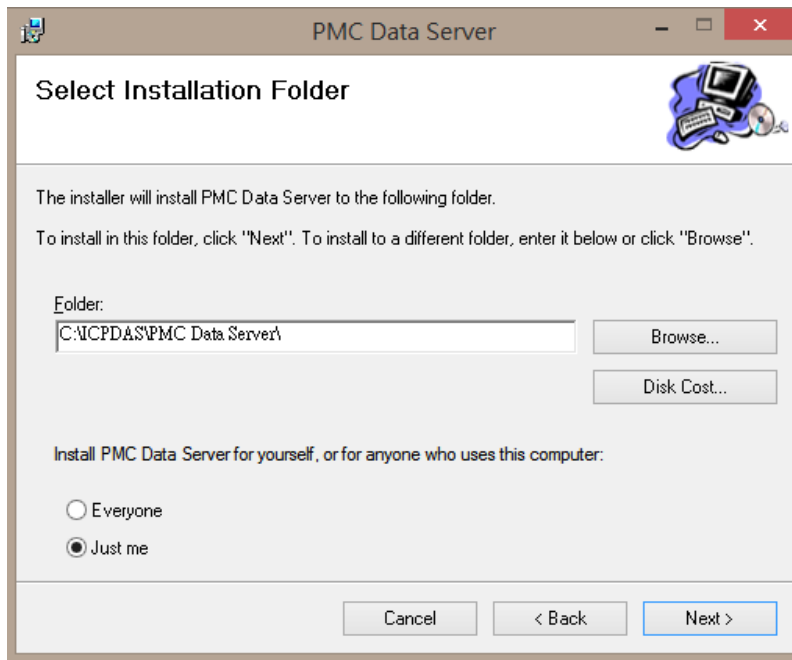 PMC Data Server
Select Installation Folder
The installer will install PMC Data Server to the following folder.
To install in this folder, click "Next". To install to a different folder, enter it below or click "Browse".
Folder:
C:\ICPDAS\PMC Data Server\
Browse...
Disk Cost...
Install PMC Data Server for yourself, or for anyone who uses this computer:
Everyone
Just me
Cancel
< Back
Next >